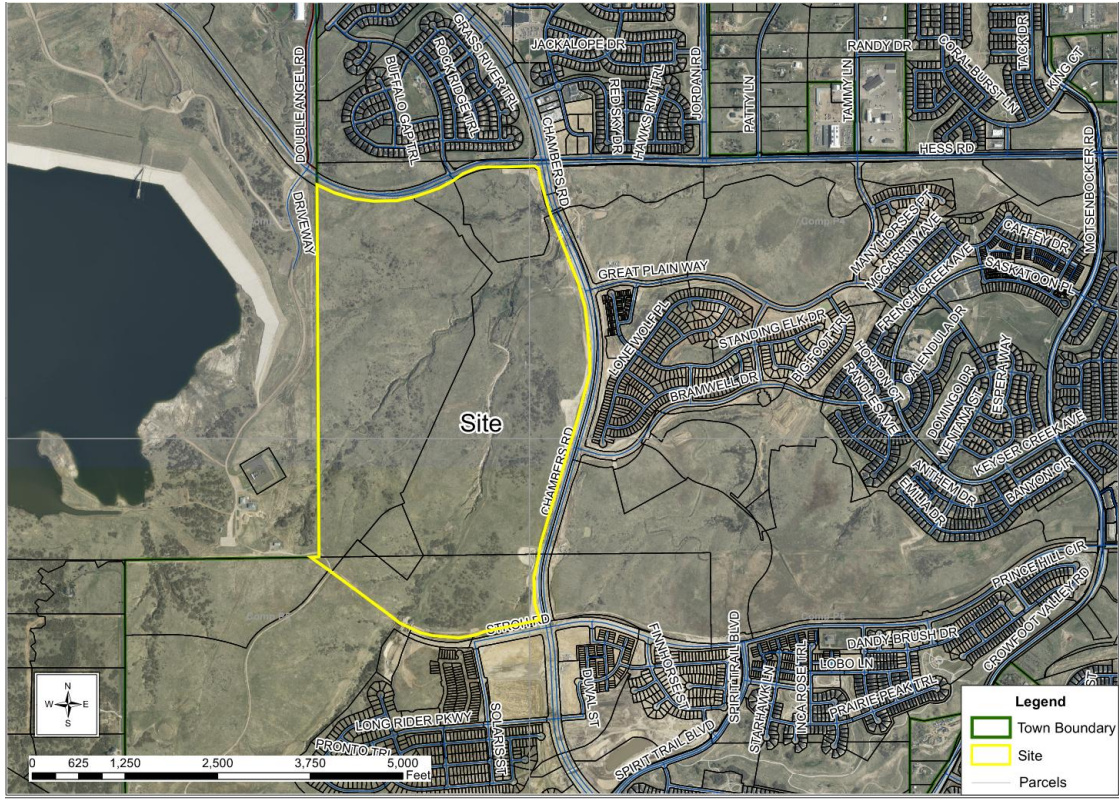 DOUBLE ANGEL RD
DRIVEWAY
GRASS RIVER TRL
ROCK RIDGE TRL
BUFFALO GAP TRL
JACKALOPE DR
RED SKY DR
HAWKS RIM TRL
JORDAN RD
CHAMBERS RD
PATTY LN
RANDY DR
TAMMY LN
CORAL BURST LN
TACK DR
KING CT
HESS RD
MOTSENBOCKER RD
MANY HORSES PT
MCGARRITY AVE
FRENCH CREEK AVE
CAFFEY DR
SASKATOON PL
GREAT PLAIN WAY
LONE WOLF PL
STANDING ELK DR
BIGROOT TRL
BRAMWELL DR
HORTON CT
RANDLES AVE
CALENDULA DR
DOMINGO DR
VENTANA ST
ESPERA WAY
KEYSER CREEK AVE
BANYON CIR
ANITHEM DR
EMILIA DR
Site
CHAMBERS RD
STROH RD
PRINCE HILL CIR
CROWFOOT VALLEY RD
DANDY BRUSH DR
LOBO LN
PRAIRIE PEAK TRL
INCA ROSE TRL
STARHAWK LN
SPIRIT TRAIL BLVD
FINNHORSE ST
DUVAL ST
SPIRIT TRAIL BLVD
SOLARIS ST
LONG RIDER PKWY
PRONTO TRL
N
W
E
S
0 625 1,250 2,500 3,750 5,000
Feet
Legend
Town Boundary
Site
Parcels
ST